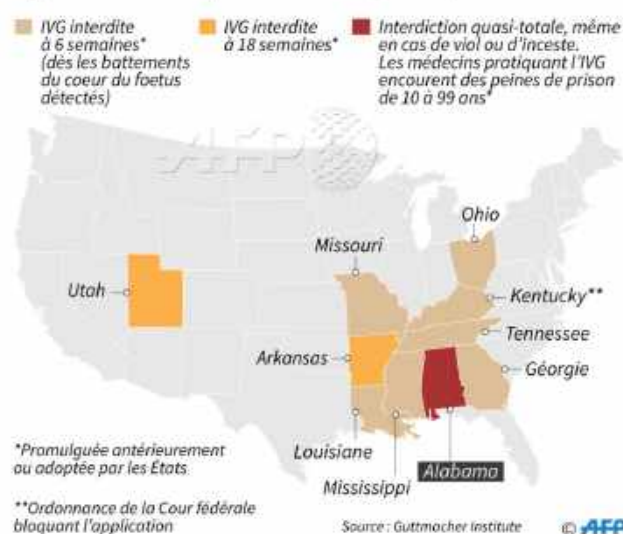 IVG interdite
à 6 semaines*
(dès les battements
du coeur du foetus
détectés)
IVG interdite
à 18 semaines*
Interdiction quasi-totale, même
en cas de viol ou d'inceste.
Les médecins pratiquant l'IVG
encourent des peines de prison
de 10 à 99 ans*
AFP
Ohio
Missouri
Utah
Kentucky**
Tennessee
Arkansas
Géorgie
Louisiane
Mississippi
Alabama
*Promulguée antérieurement
ou adoptée par les États
**Ordonnance de la Cour fédérale
bloquant l'application
Source : Guttmacher Institute
© AFP